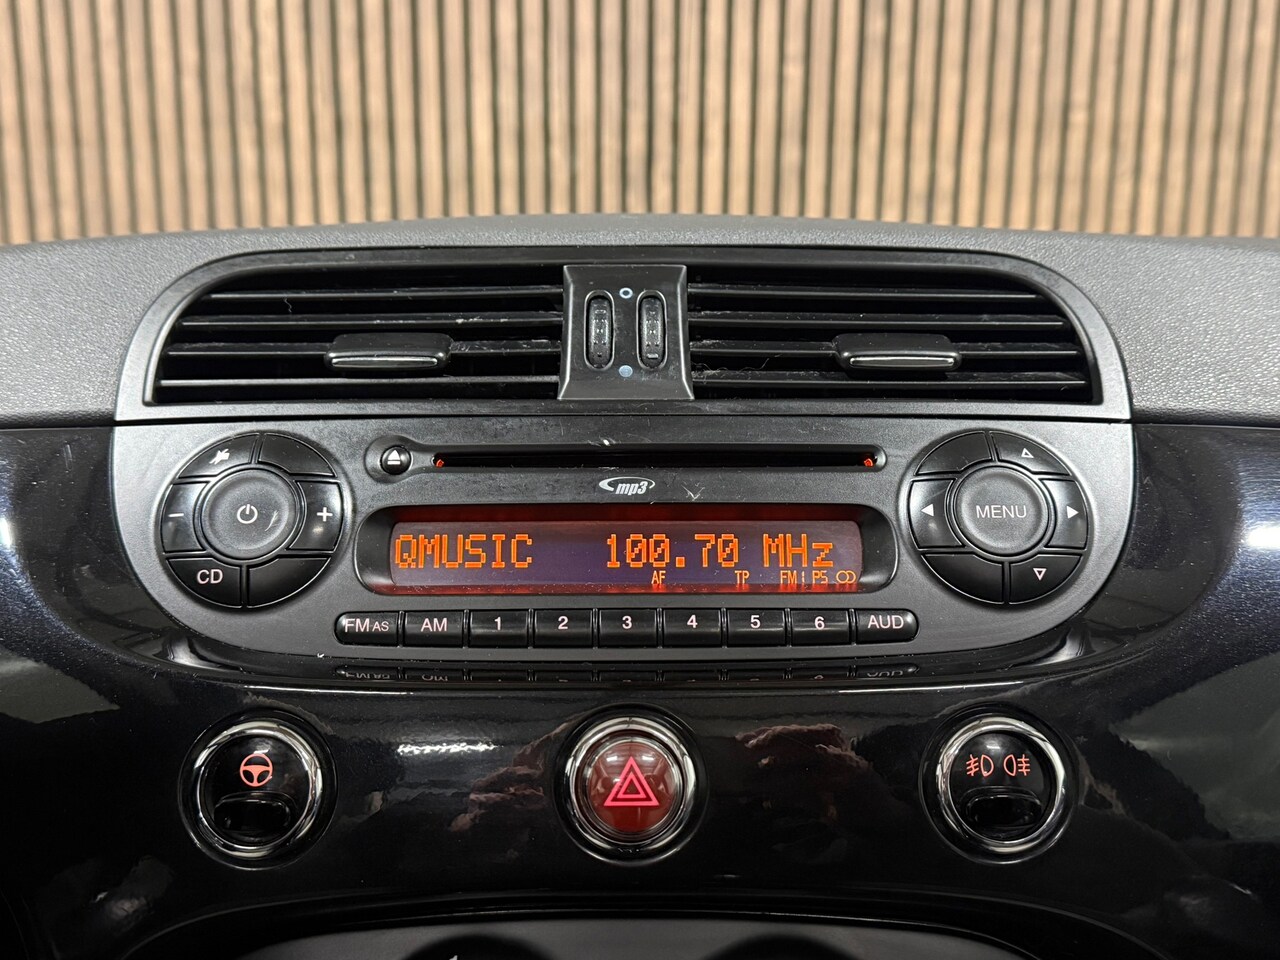 mp3
MENU
CD
QMUSIC 100.70 MHz
AF TP FM1 PS
FM AS AM 1 2 3 4 5 6 AUD